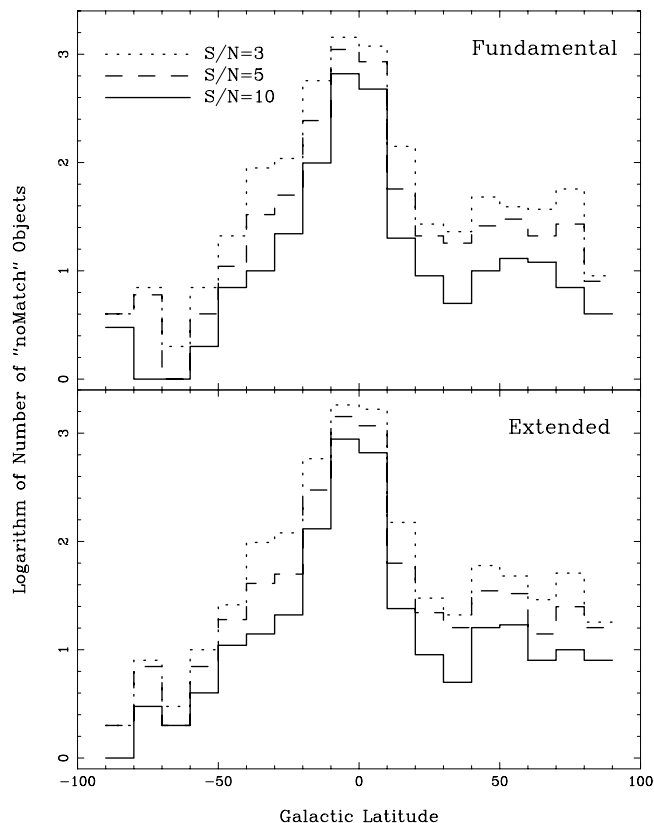 Fundamental
S/N=3
S/N=5
S/N=10
3
2
1
0
Extended
3
2
1
0
-100
-50
0
50
100
Galactic Latitude
Logarithm of Number of "noMatch" Objects